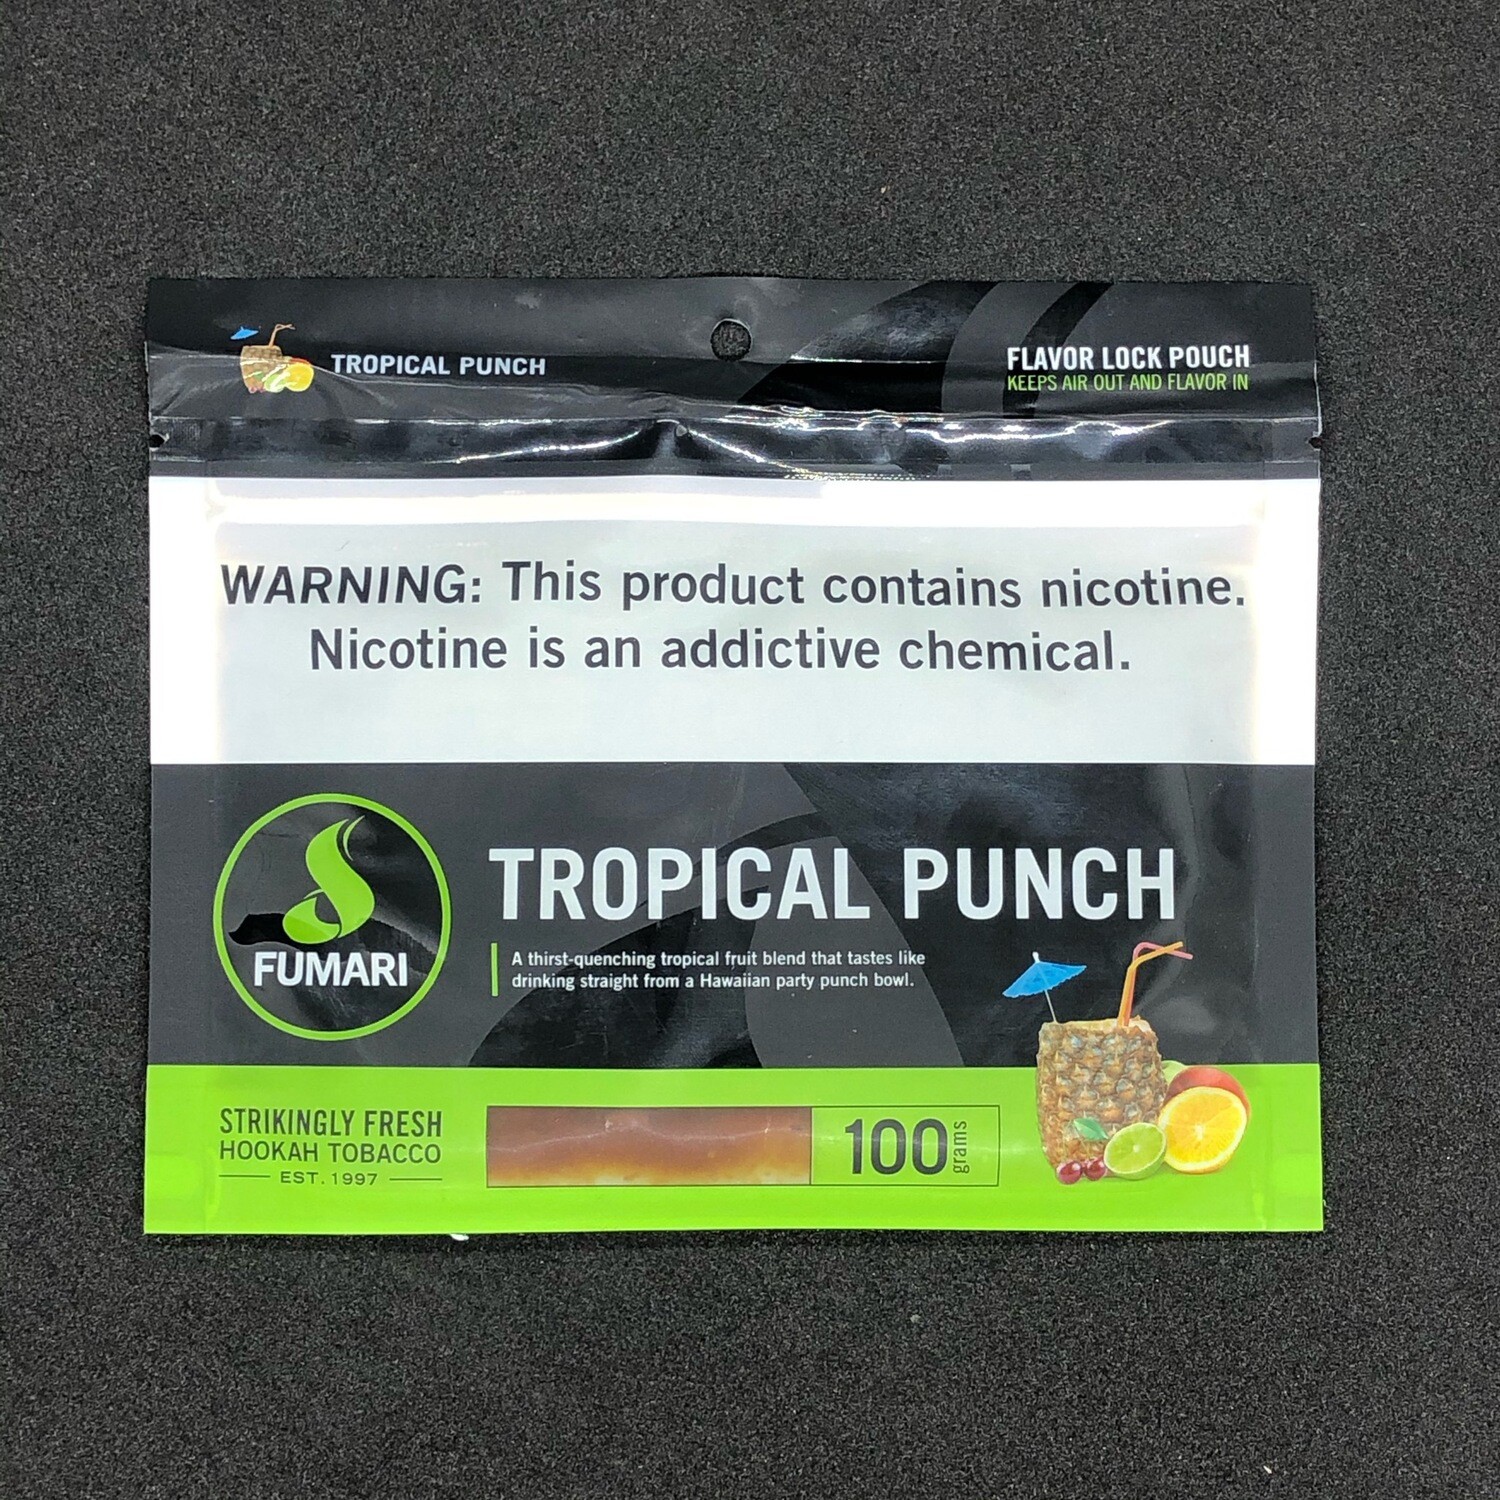 TROPICAL PUNCH
FLAVOR LOCK POUCH
KEEPS AIR OUT AND FLAVOR IN
WARNING: This product contains nicotine.
Nicotine is an addictive chemical.
FUMARI
TROPICAL PUNCH
A thirst-quenching tropical fruit blend that tastes like
drinking straight from a Hawaiian party punch bowl.
STRIKINGLY FRESH
HOOKAH TOBACCO
EST. 1997
100 grams